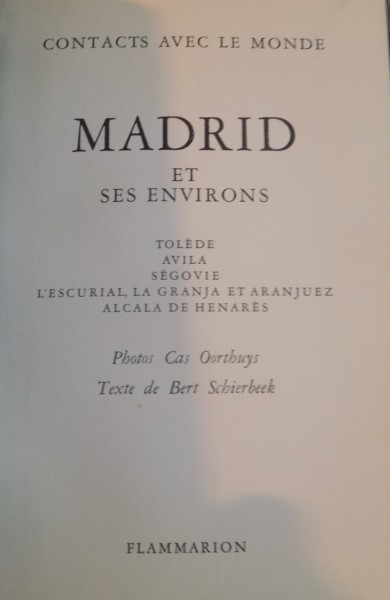 CONTACTS AVEC LE MONDE
MADRID
ET
SES ENVIRONS
TOLÈDE
AVILA
SÉGOVIE
L'ESCURIAL, LA GRANJA ET ARANJUEZ
ALCALA DE HENARÈS
Photos Cas Oorthuys
Texte de Bert Schierbeek
FLAMMARION